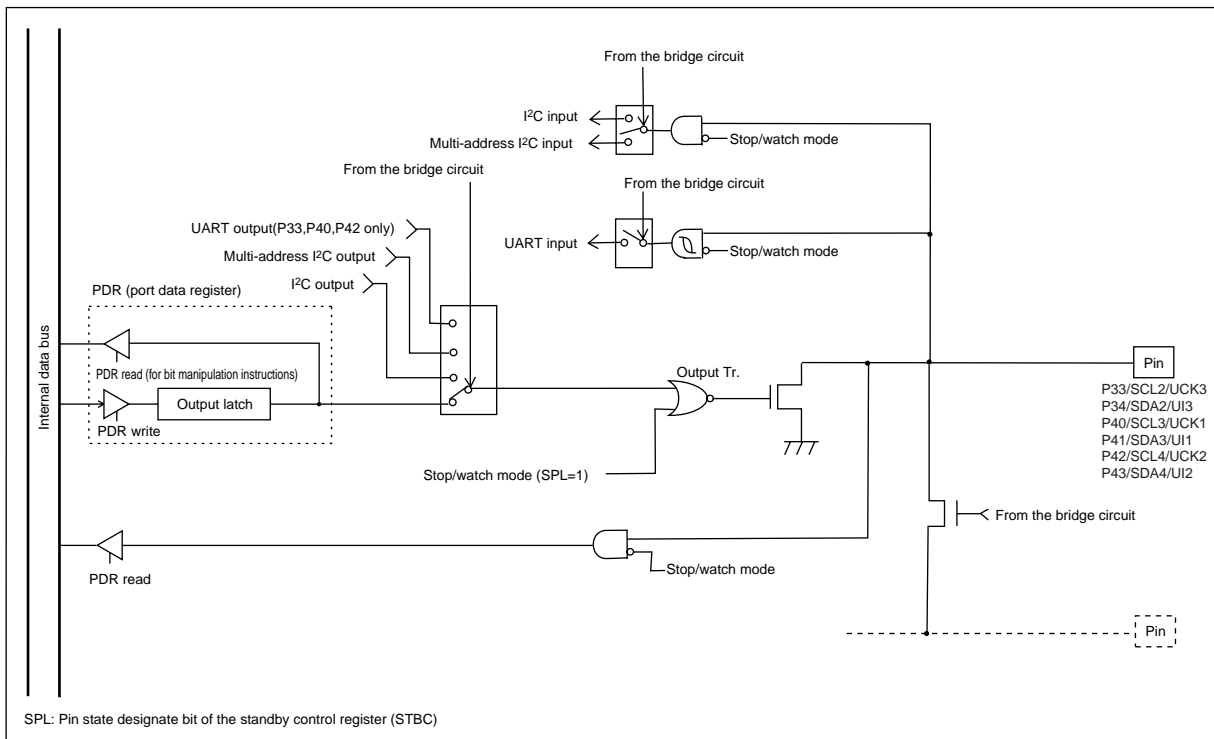 From the bridge circuit
I²C input
Multi-address I²C input
Stop/watch mode
From the bridge circuit
From the bridge circuit
UART output(P33,P40,P42 only)
UART input
Stop/watch mode
Multi-address I²C output
I²C output
PDR (port data register)
Internal data bus
PDR read (for bit manipulation instructions)
Output latch
PDR write
Output Tr.
Pin
P33/SCL2/UCK3
P34/SDA2/UI3
P40/SCL3/UCK1
P41/SDA3/UI1
P42/SCL4/UCK2
P43/SDA4/UI2
Stop/watch mode (SPL=1)
From the bridge circuit
PDR read
Stop/watch mode
Pin
SPL: Pin state designate bit of the standby control register (STBC)